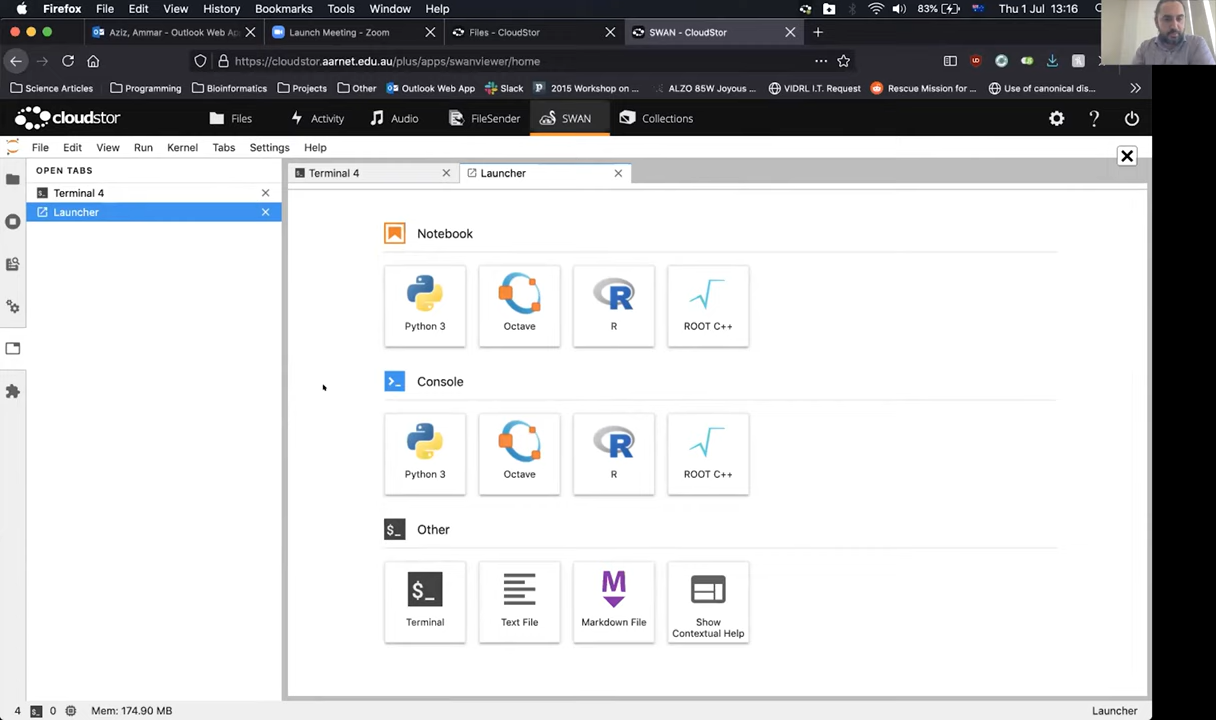 Firefox File Edit View History Bookmarks Tools Window Help 83% Thu 1 Jul 13:16
Aziz, Ammar - Outlook Web Ap
Launch Meeting - Zoom
Files - CloudStor
SWAN - CloudStor
https://cloudstor.aarnet.edu.au/plus/apps/swanviewer/home
Science Articles Programming Bioinformatics Projects Other Outlook Web App Slack 2015 Workshop on ... ALZO 85W Joyous ... VIDRL I.T. Request Rescue Mission for ... Use of canonical dis...
cloudstor Files Activity Audio FileSender SWAN Collections
File Edit View Run Kernel Tabs Settings Help
OPEN TABS
Terminal 4
Launcher
Terminal 4
Launcher
Notebook
Python 3
Octave
R
ROOT C++
Console
Python 3
Octave
R
ROOT C++
$_ Other
$_
Terminal
Text File
M
Markdown File
Show
Contextual Help
4 0 Mem: 174.90 MB
Launcher